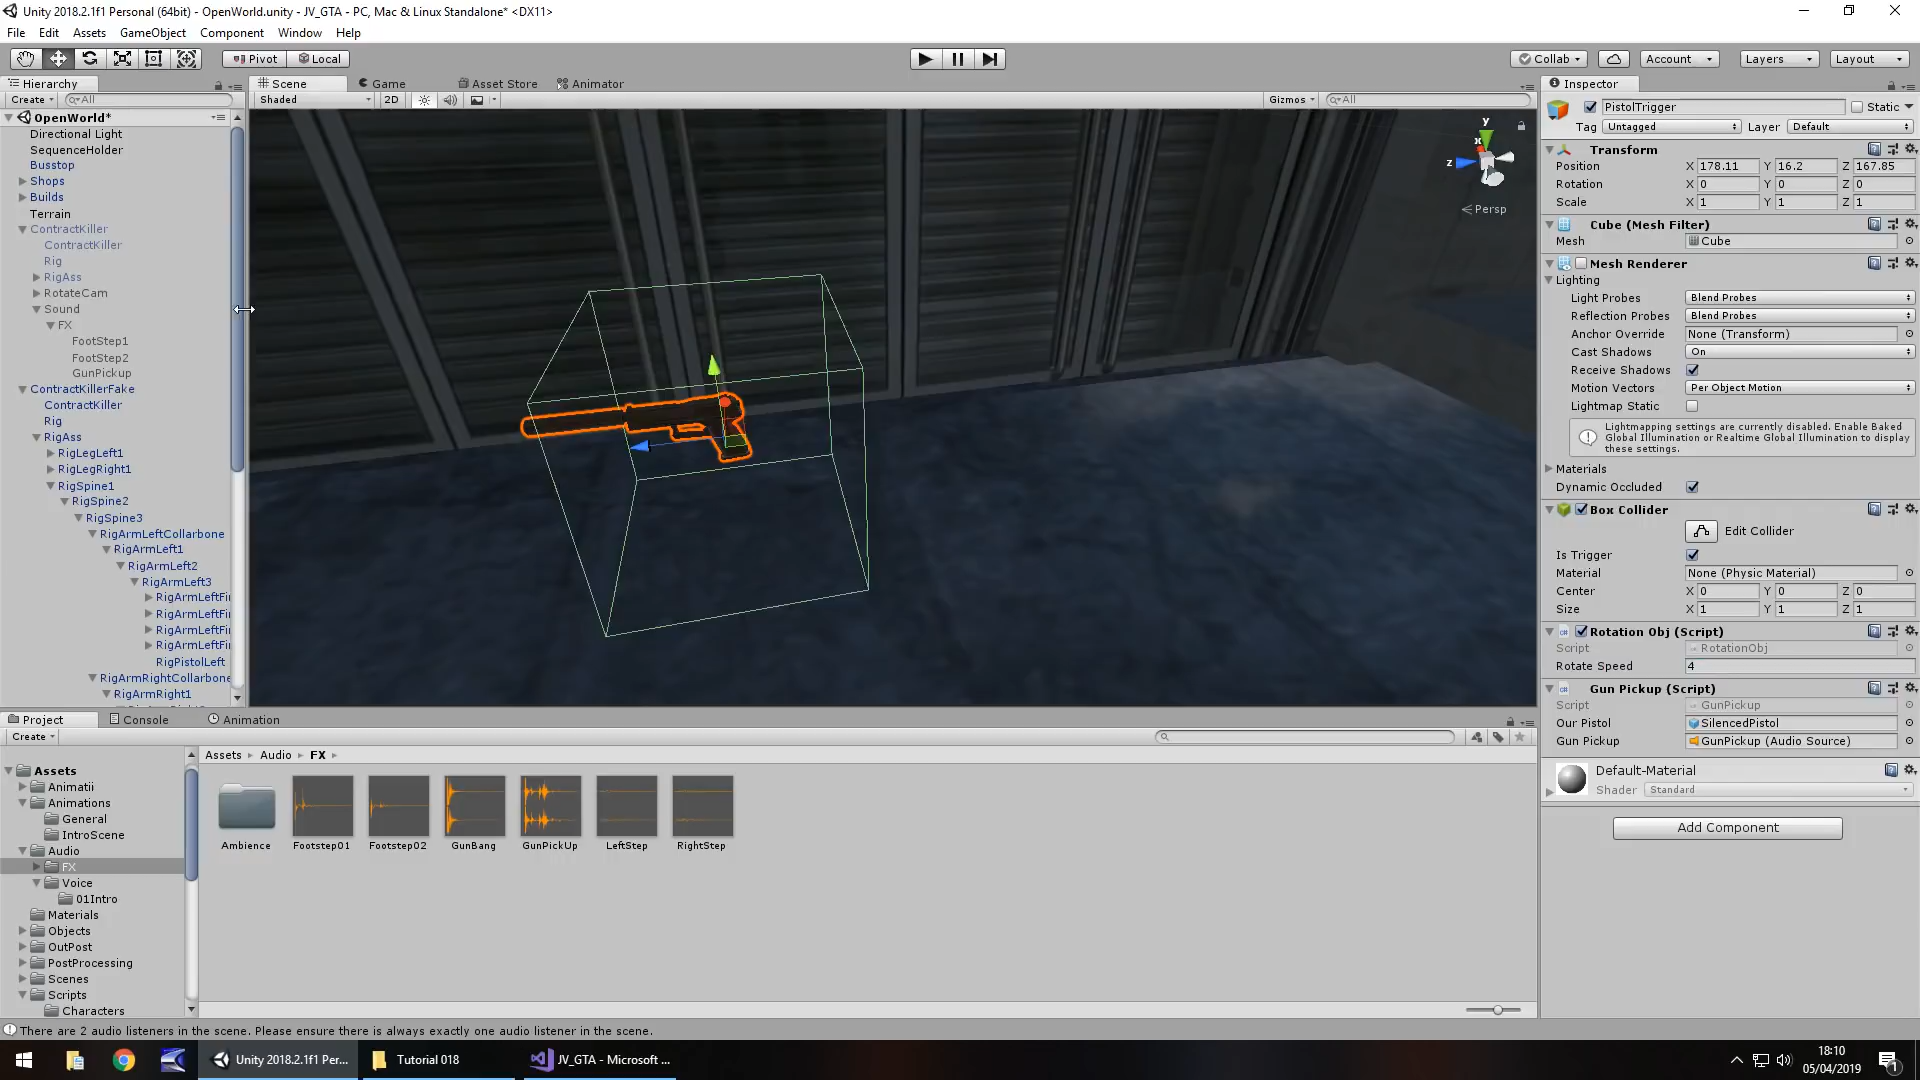 Unity 2018.2.1f1 Personal (64bit) - OpenWorld.unity - JV_GTA - PC, Mac & Linux Standalone* <DX11>
File Edit Assets GameObject Component Window Help
Pivot Local Collab Account Layers Layout
Hierarchy Scene Game Asset Store Animator Inspector
Create All Shaded 2D Gizmos All
OpenWorld*
Directional Light
SequenceHolder
Busstop
Shops
Builds
Terrain
ContractKiller
ContractKiller
Rig
RigAss
RotateCam
Sound
FX
FootStep1
FootStep2
GunPickup
ContractKillerFake
ContractKiller
Rig
RigAss
RigLegLeft1
RigLegRight1
RigSpine1
RigSpine2
RigSpine3
RigArmLeftCollarbone
RigArmLeft1
RigArmLeft2
RigArmLeft3
RigArmLeftFi
RigArmLeftFi
RigArmLeftFi
RigArmLeftFi
RigPistolLeft
RigArmRightCollarbone
RigArmRight1
y
x
z
Persp
PistolTrigger Static
Tag Untagged Layer Default
Transform
Position X 178.11 Y 16.2 Z 167.85
Rotation X 0 Y 0 Z 0
Scale X 1 Y 1 Z 1
Cube (Mesh Filter)
Mesh Cube
Mesh Renderer
Lighting
Light Probes Blend Probes
Reflection Probes Blend Probes
Anchor Override None (Transform)
Cast Shadows On
Receive Shadows
Motion Vectors Per Object Motion
Lightmap Static
Lightmapping settings are currently disabled. Enable Baked
Global Illumination or Realtime Global Illumination to display
these settings.
Materials
Dynamic Occluded
Box Collider
Edit Collider
Is Trigger
Material None (Physic Material)
Center X 0 Y 0 Z 0
Size X 1 Y 1 Z 1
Rotation Obj (Script)
Script RotationObj
Rotate Speed 4
Gun Pickup (Script)
Script GunPickup
Our Pistol SilencedPistol
Gun Pickup GunPickup (Audio Source)
Default-Material
Shader Standard
Add Component
Project Console Animation
Create
Assets
Animatii
Animations
General
IntroScene
Audio
FX
Voice
01Intro
Materials
Objects
OutPost
PostProcessing
Scenes
Scripts
Characters
Assets Audio FX
Ambience Footstep01 Footstep02 GunBang GunPickUp LeftStep RightStep
There are 2 audio listeners in the scene. Please ensure there is always exactly one audio listener in the scene.
Unity 2018.2.1f1 Per... Tutorial 018 JV_GTA - Microsoft ...
18:10
05/04/2019
1